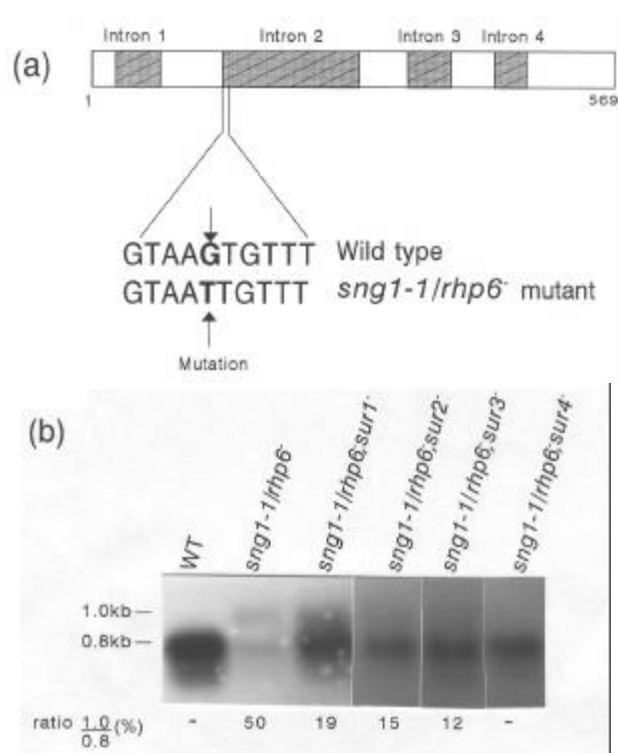 (a)
Intron 1 Intron 2 Intron 3 Intron 4
1 569
GTAAGTGTTT Wild type
GTAATTGTTT sng1-1/rhp6- mutant
Mutation
(b)
WT
sng1-1/rhp6-
sng1-1/rhp6;sur1-
sng1-1/rhp6;sur2-
sng1-1/rhp6;sur3-
sng1-1/rhp6;sur4-
1.0kb
0.8kb
ratio 1.0/0.8 (%) - 50 19 15 12 -